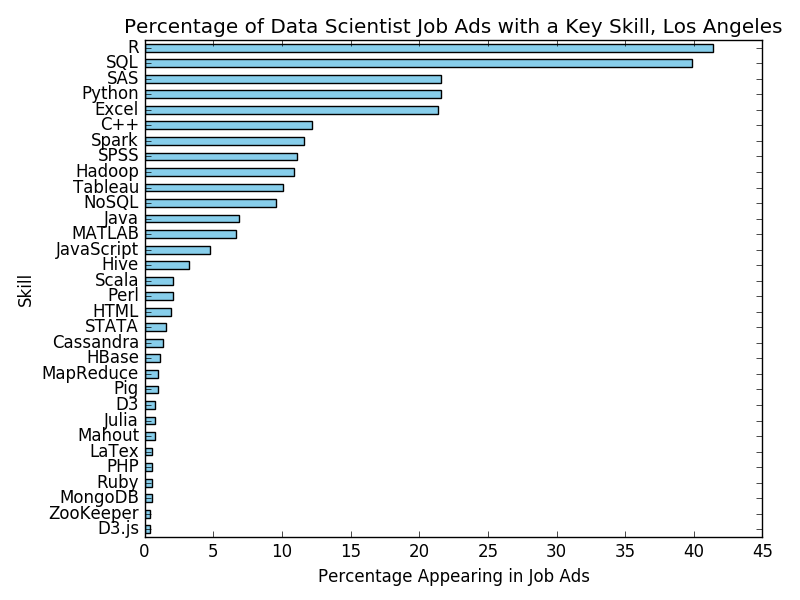 Percentage of Data Scientist Job Ads with a Key Skill, Los Angeles
R
SQL
SAS
Python
Excel
C++
Spark
SPSS
Hadoop
Tableau
NoSQL
Java
MATLAB
JavaScript
Hive
Scala
Perl
HTML
STATA
Cassandra
HBase
MapReduce
Pig
D3
Julia
Mahout
LaTex
PHP
Ruby
MongoDB
ZooKeeper
D3.js
Skill
0 5 10 15 20 25 30 35 40 45
Percentage Appearing in Job Ads